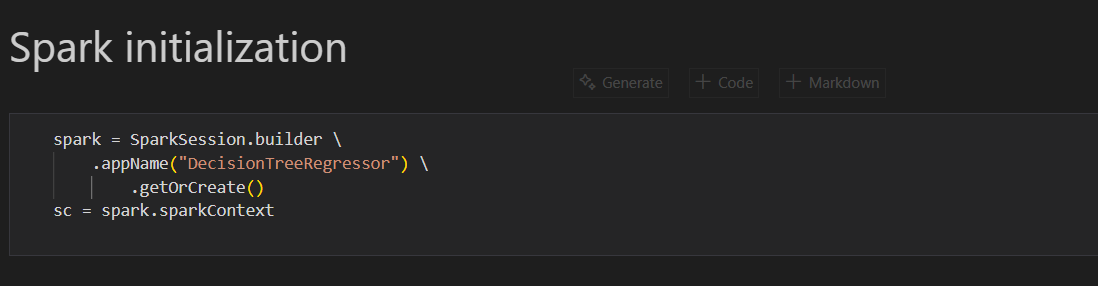 Spark initialization
Generate
Code
Markdown
spark = SparkSession.builder \
.appName("DecisionTreeRegressor") \
.getOrCreate()
sc = spark.sparkContext